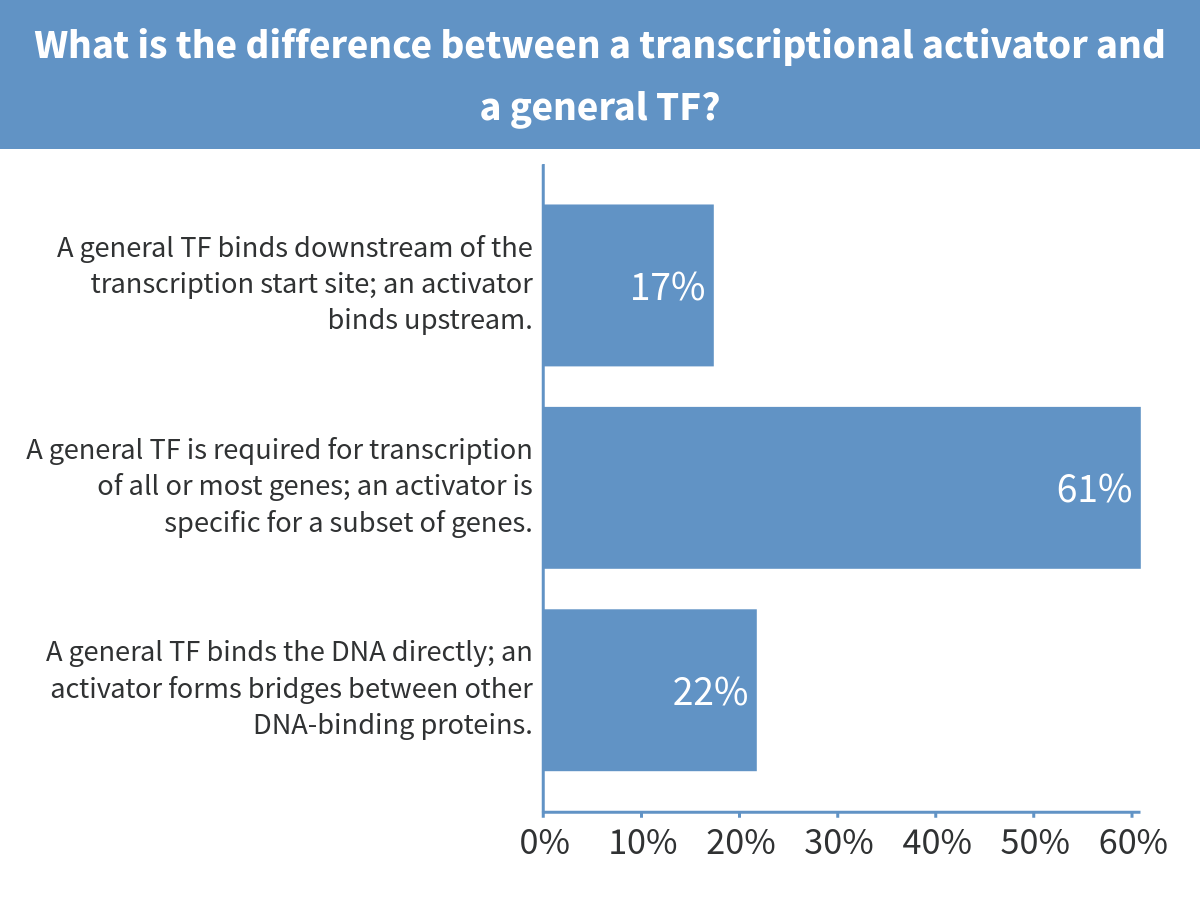 What is the difference between a transcriptional activator and
a general TF?
A general TF binds downstream of the
transcription start site; an activator
binds upstream.
17%
A general TF is required for transcription
of all or most genes; an activator is
specific for a subset of genes.
61%
A general TF binds the DNA directly; an
activator forms bridges between other
DNA-binding proteins.
22%
0% 10% 20% 30% 40% 50% 60%